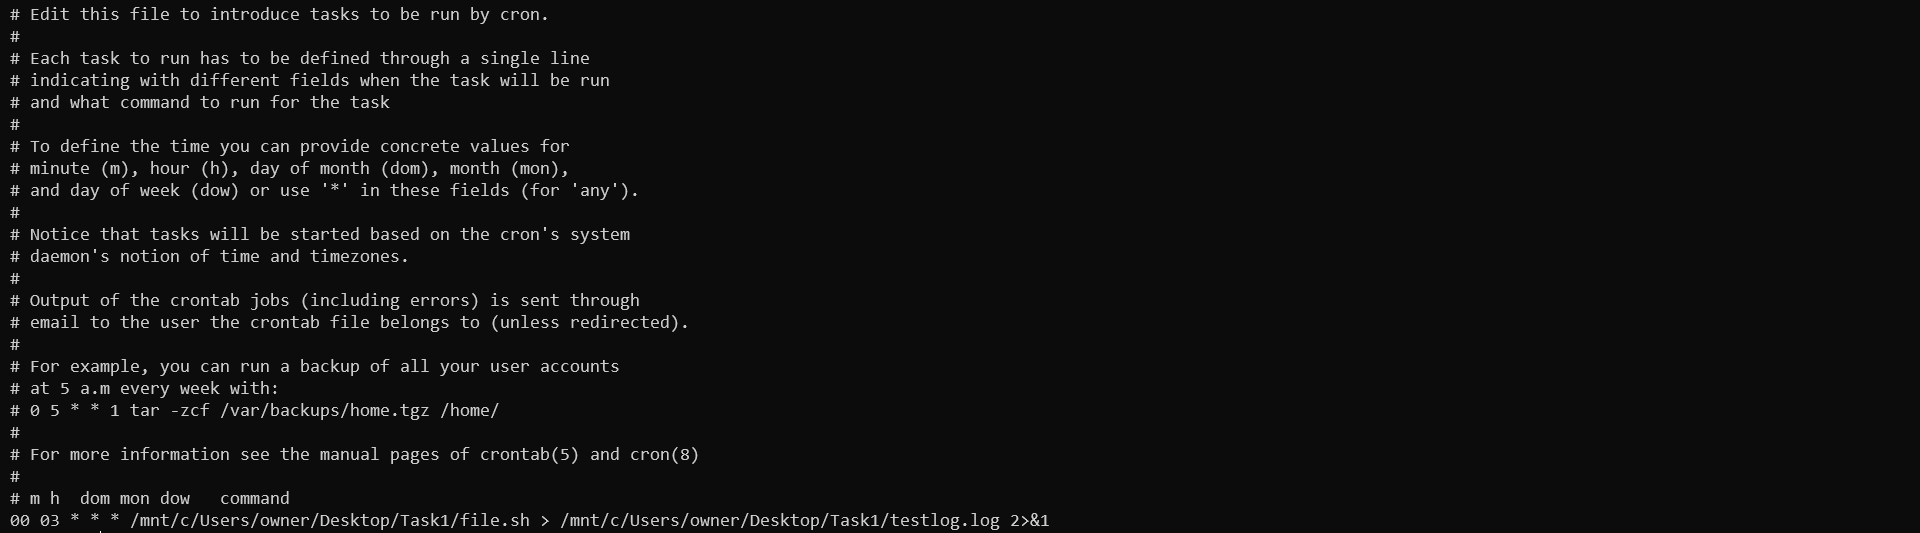 # Edit this file to introduce tasks to be run by cron.
#
# Each task to run has to be defined through a single line
# indicating with different fields when the task will be run
# and what command to run for the task
#
# To define the time you can provide concrete values for
# minute (m), hour (h), day of month (dom), month (mon),
# and day of week (dow) or use '*' in these fields (for 'any').
#
# Notice that tasks will be started based on the cron's system
# daemon's notion of time and timezones.
#
# Output of the crontab jobs (including errors) is sent through
# email to the user the crontab file belongs to (unless redirected).
#
# For example, you can run a backup of all your user accounts
# at 5 a.m every week with:
# 0 5 * * 1 tar -zcf /var/backups/home.tgz /home/
#
# For more information see the manual pages of crontab(5) and cron(8)
#
# m h  dom mon dow   command
00 03 * * * /mnt/c/Users/owner/Desktop/Task1/file.sh > /mnt/c/Users/owner/Desktop/Task1/testlog.log 2>&1